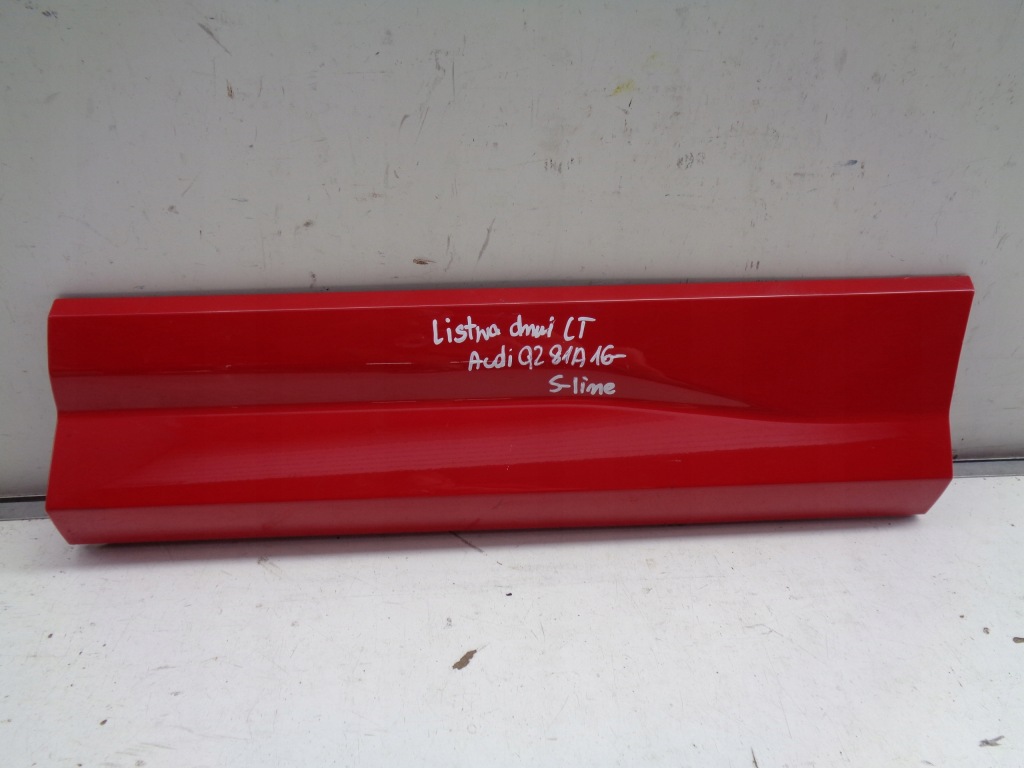 Listwa drzwi LT
Audi Q2 81A 16-
S-line